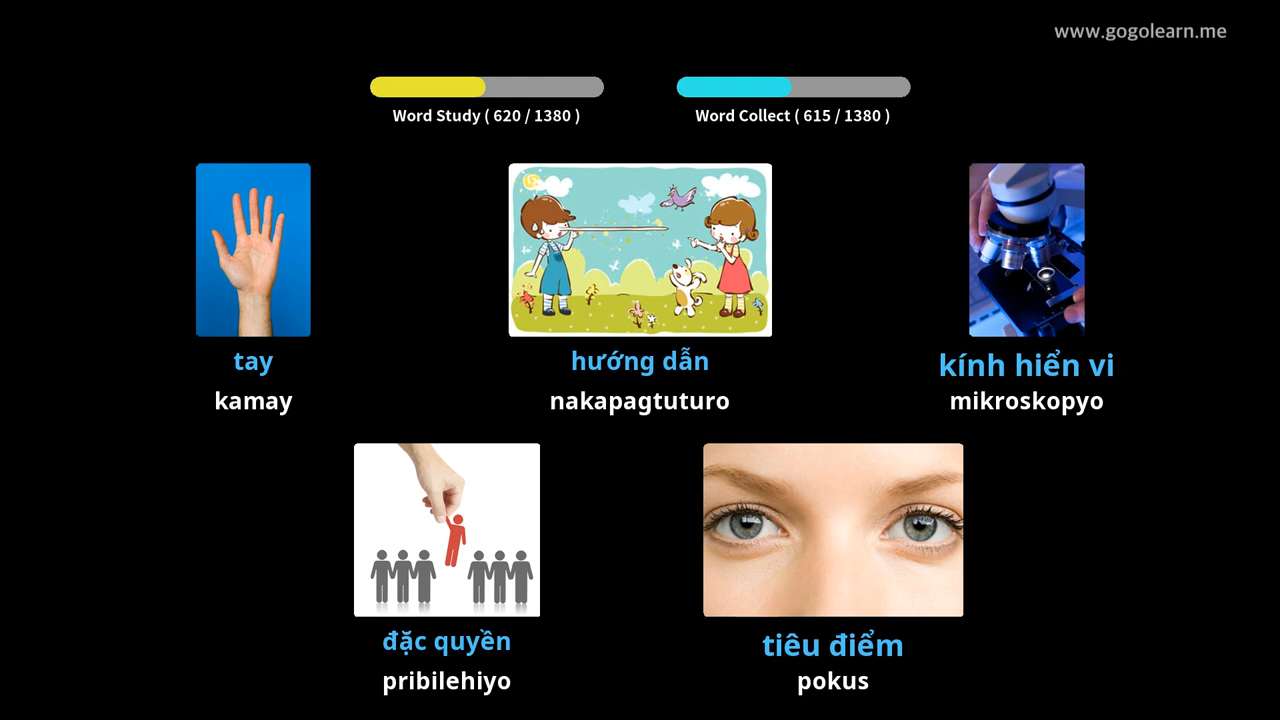 www.gogolearn.me
Word Study ( 620 / 1380 )
Word Collect ( 615 / 1380 )
tay
hướng dẫn
kính hiển vi
kamay
nakapagtuturo
mikroskopyo
đặc quyền
tiêu điểm
pribilehiyo
pokus